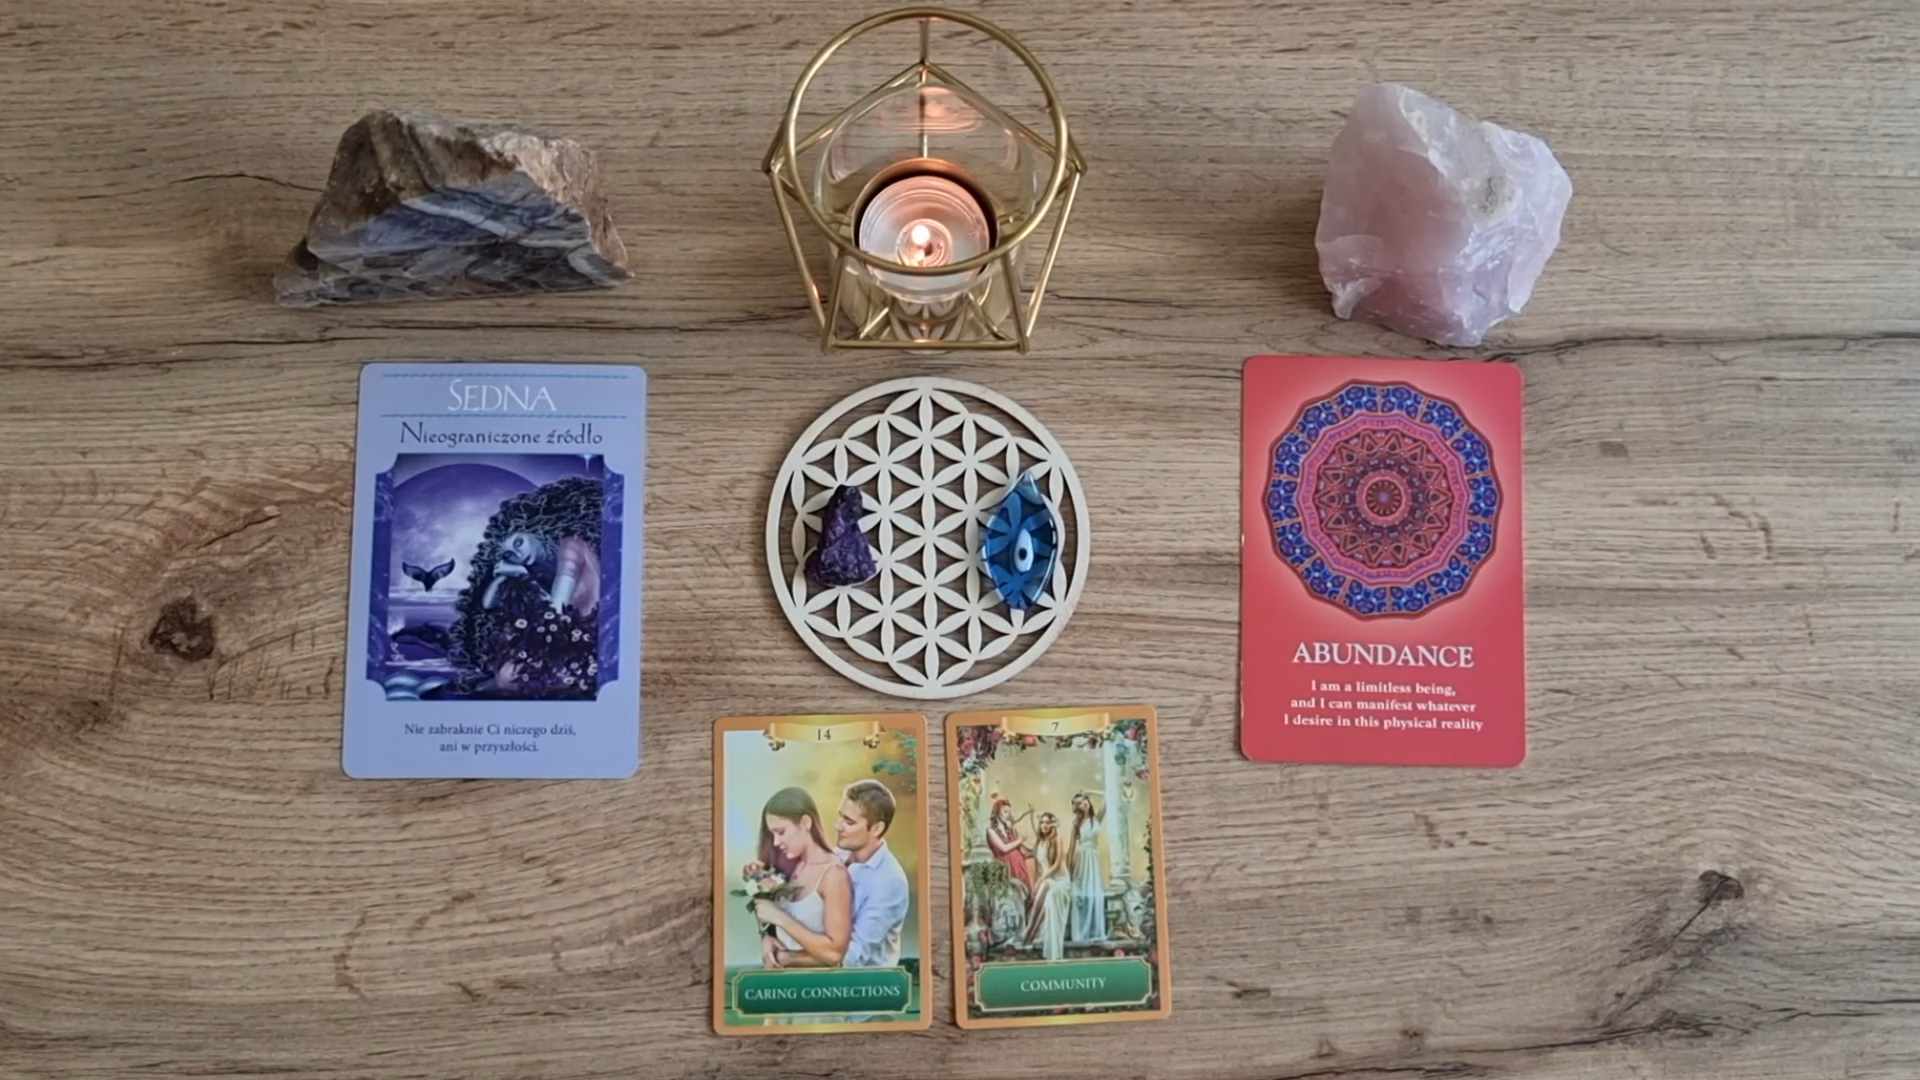 SEDNA
Nieograniczone źródło
Nie zabraknie Ci niczego dziś,
ani w przyszłości.
ABUNDANCE
I am a limitless being,
and I can manifest whatever
I desire in this physical reality
14
CARING CONNECTIONS
7
COMMUNITY